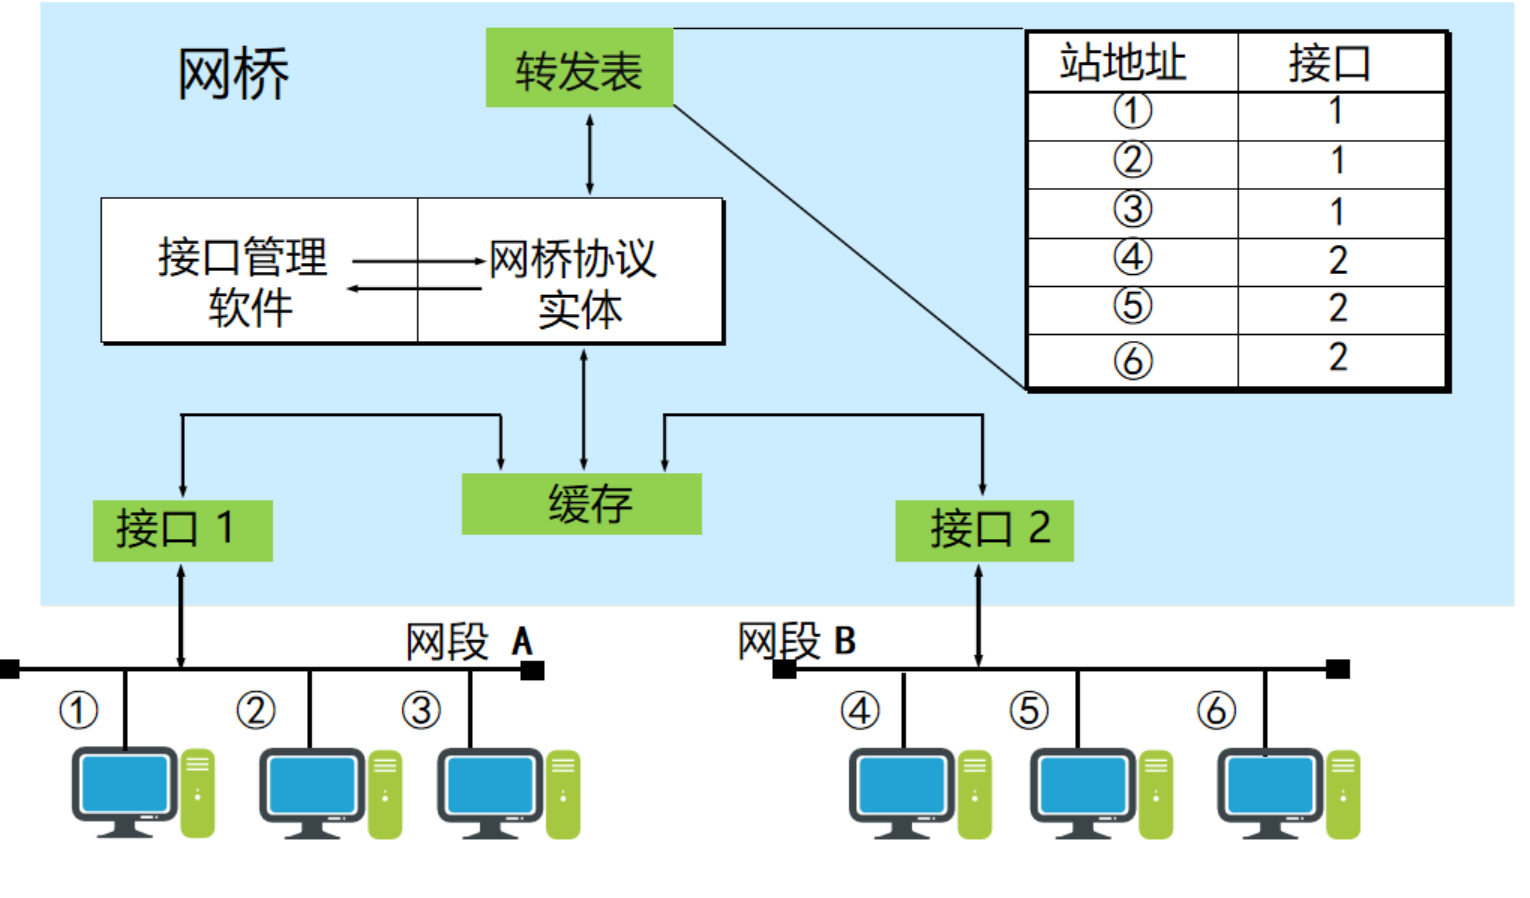 网桥
转发表
站地址 接口
① 1
② 1
③ 1
④ 2
⑤ 2
⑥ 2
接口管理
软件
网桥协议
实体
缓存
接口 1
接口 2
网段 A
网段 B
①
②
③
④
⑤
⑥